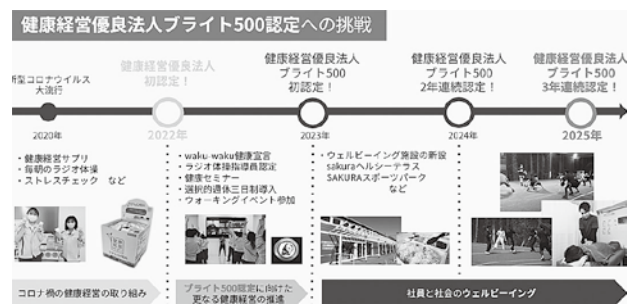 健康経営優良法人ブライト500認定への挑戦
新型コロナウイルス
大流行
健康経営優良法人
初認定！
健康経営優良法人
ブライト500
初認定！
健康経営優良法人
ブライト500
2年連続認定！
健康経営優良法人
ブライト500
3年連続認定！
2020年
2022年
2023年
2024年
2025年
・健康経営サプリ
・毎朝のラジオ体操
・ストレスチェック など
・waku-waku健康宣言
・ラジオ体操指導員認定
・健康セミナー
・選択的週休三日制導入
・ウォーキングイベント参加
・ウェルビーイング施設の新設
sakuraヘルシーテラス
SAKURAスポーツパーク
など
コロナ禍の健康経営の取り組み
ブライト500認定に向けた
更なる健康経営の推進
社員と社会のウェルビーイング